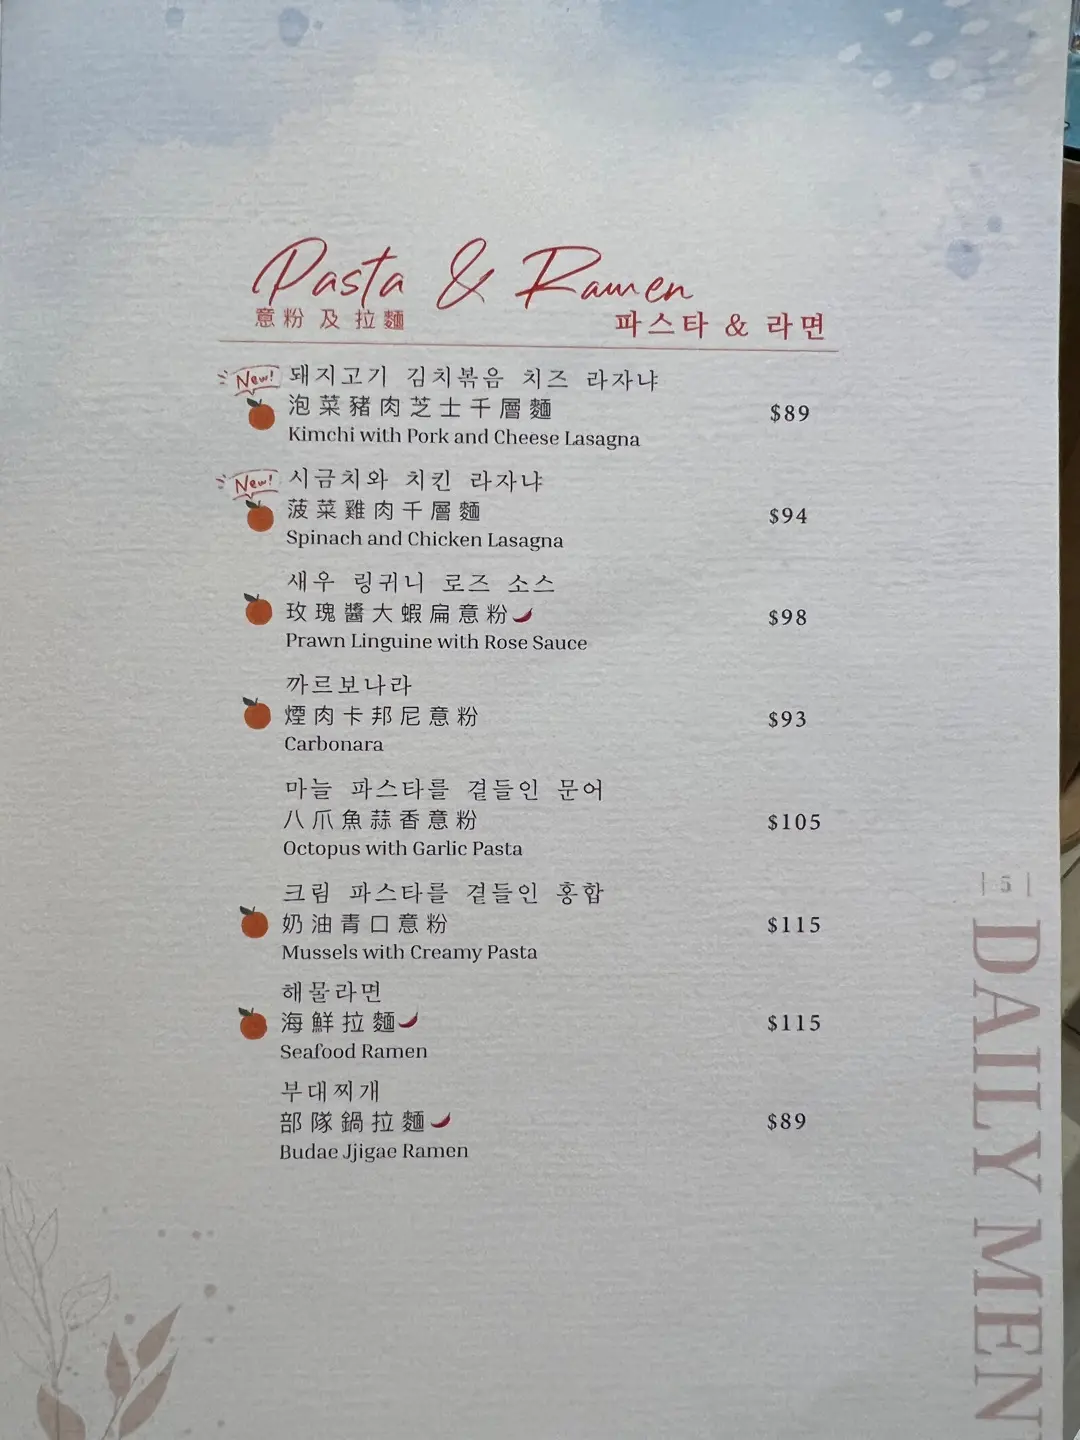 Pasta & Ramen
意粉 及 拉麵
파스타 & 라면
New! 돼지고기 김치볶음 치즈 라자냐
泡菜豬肉芝士千層麵
$89
Kimchi with Pork and Cheese Lasagna
New! 시금치와 치킨 라자냐
菠菜雞肉千層麵
$94
Spinach and Chicken Lasagna
새우 링귀니 로즈 소스
玫瑰醬大蝦扁意粉
$98
Prawn Linguine with Rose Sauce
까르보나라
煙肉卡邦尼意粉
$93
Carbonara
마늘 파스타를 곁들인 문어
八爪魚蒜香意粉
$105
Octopus with Garlic Pasta
크림 파스타를 곁들인 홍합
奶油青口意粉
$115
Mussels with Creamy Pasta
해물라면
海鮮拉麵
$115
Seafood Ramen
부대찌개
部隊鍋拉麵
$89
Budae Jjigae Ramen
| 5 |
DAILY MEN